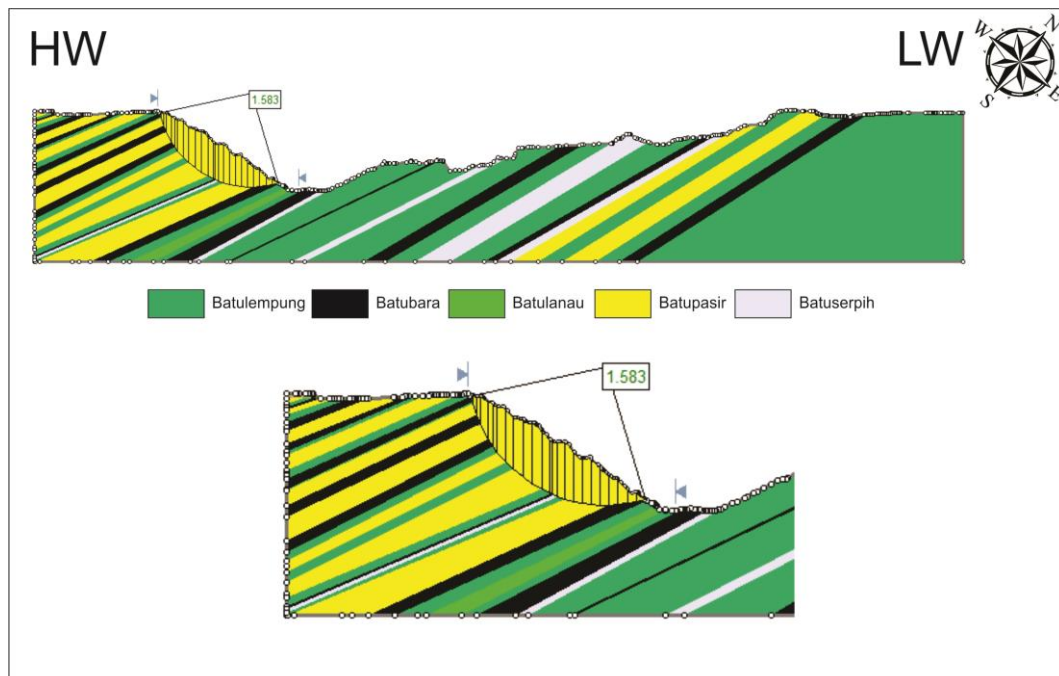 HW
LW
N
W
E
S
1.583
Batulempung
Batubara
Batulanau
Batupasir
Batuserpih
1.583